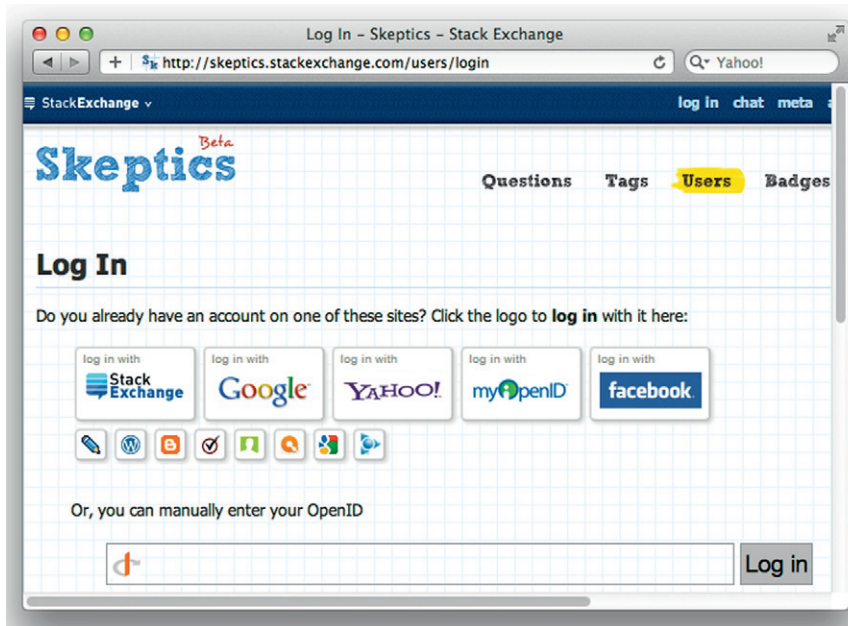 Log In – Skeptics – Stack Exchange
http://skeptics.stackexchange.com/users/login
Yahoo!
StackExchange
log in chat meta a
Skeptics
Beta
Questions Tags Users Badges
Log In
Do you already have an account on one of these sites? Click the logo to log in with it here:
log in with log in with log in with log in with log in with
Stack Exchange Google YAHOO! myOpenID facebook
Or, you can manually enter your OpenID
Log in